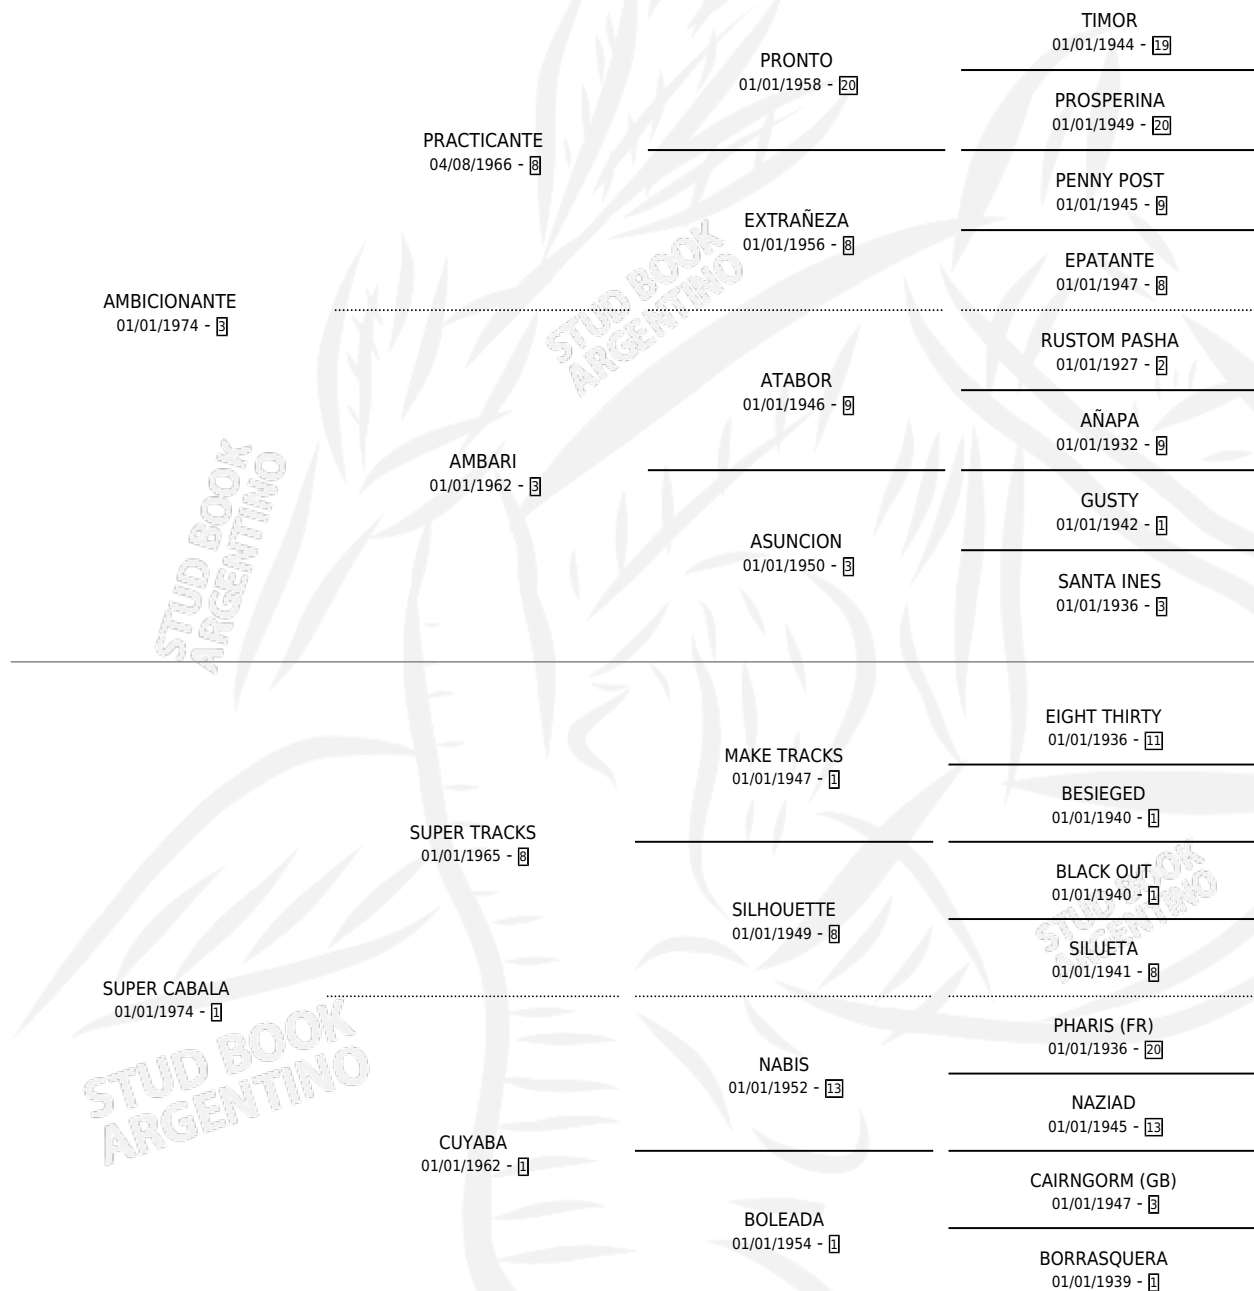 TIMOR
01/01/1944 - 19
PRONTO
01/01/1958 - 20
PROSPERINA
01/01/1949 - 20
PRACTICANTE
04/08/1966 - 8
PENNY POST
01/01/1945 - 9
EXTRAÑEZA
01/01/1956 - 8
EPATANTE
01/01/1947 - 8
AMBICIONANTE
01/01/1974 - 3
RUSTOM PASHA
01/01/1927 - 2
ATABOR
01/01/1946 - 9
AÑAPA
01/01/1932 - 9
AMBARI
01/01/1962 - 3
GUSTY
01/01/1942 - 1
ASUNCION
01/01/1950 - 3
SANTA INES
01/01/1936 - 3
STUD BOOK
ARGENTINO
STUD BOOK
ARGENTINO
EIGHT THIRTY
01/01/1936 - 11
MAKE TRACKS
01/01/1947 - 1
BESIEGED
01/01/1940 - 1
SUPER TRACKS
01/01/1965 - 8
BLACK OUT
01/01/1940 - 1
SILHOUETTE
01/01/1949 - 8
SILUETA
01/01/1941 - 8
SUPER CABALA
01/01/1974 - 1
PHARIS (FR)
01/01/1936 - 20
NABIS
01/01/1952 - 13
NAZIAD
01/01/1945 - 13
CUYABA
01/01/1962 - 1
CAIRNGORM (GB)
01/01/1947 - 3
BOLEADA
01/01/1954 - 1
BORRASQUERA
01/01/1939 - 1
STUD BOOK
ARGENTINO
STUD BOOK
ARGENTINO